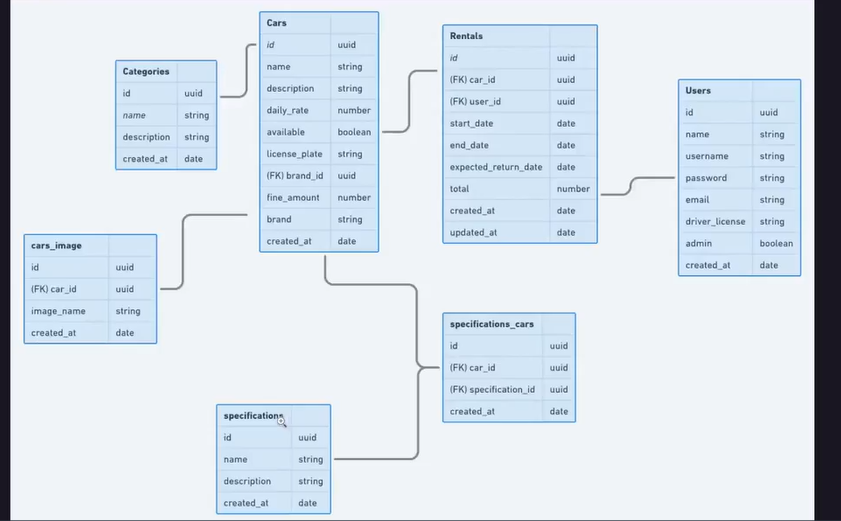 Cars
id uuid
name string
description string
daily_rate number
available boolean
license_plate string
(FK) brand_id uuid
fine_amount number
brand string
created_at date
Categories
id uuid
name string
description string
created_at date
Rentals
id uuid
(FK) car_id uuid
(FK) user_id uuid
start_date date
end_date date
expected_return_date date
total number
created_at date
updated_at date
Users
id uuid
name string
username string
password string
email string
driver_license string
admin boolean
created_at date
cars_image
id uuid
(FK) car_id uuid
image_name string
created_at date
specifications_cars
id uuid
(FK) car_id uuid
(FK) specification_id uuid
created_at date
specifications
id uuid
name string
description string
created_at date